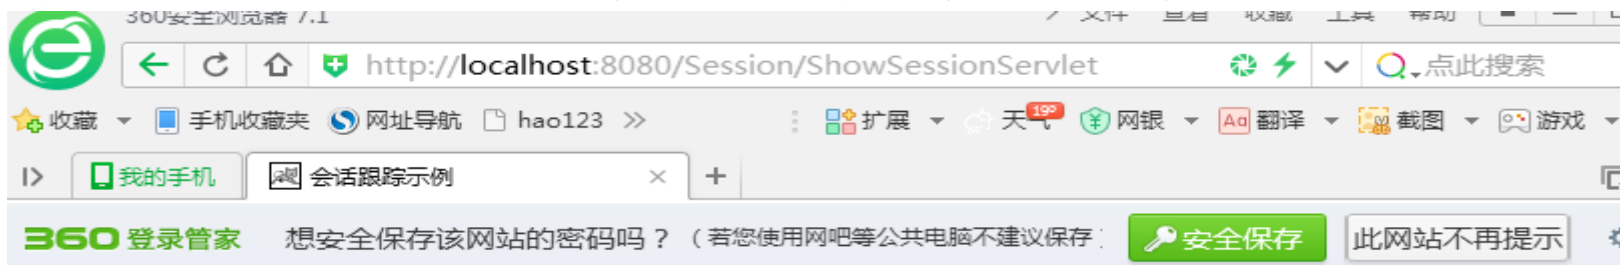 360安全浏览器 7.1 文件 查看 收藏 工具 帮助
http://localhost:8080/Session/ShowSessionServlet 点此搜索
收藏 手机收藏夹 网址导航 hao123 扩展 天气 19° 网银 Aa 翻译 截图 游戏
我的手机 会话跟踪示例
360 登录管家 想安全保存该网站的密码吗？（若您使用网吧等公共电脑不建议保存） 安全保存 此网站不再提示